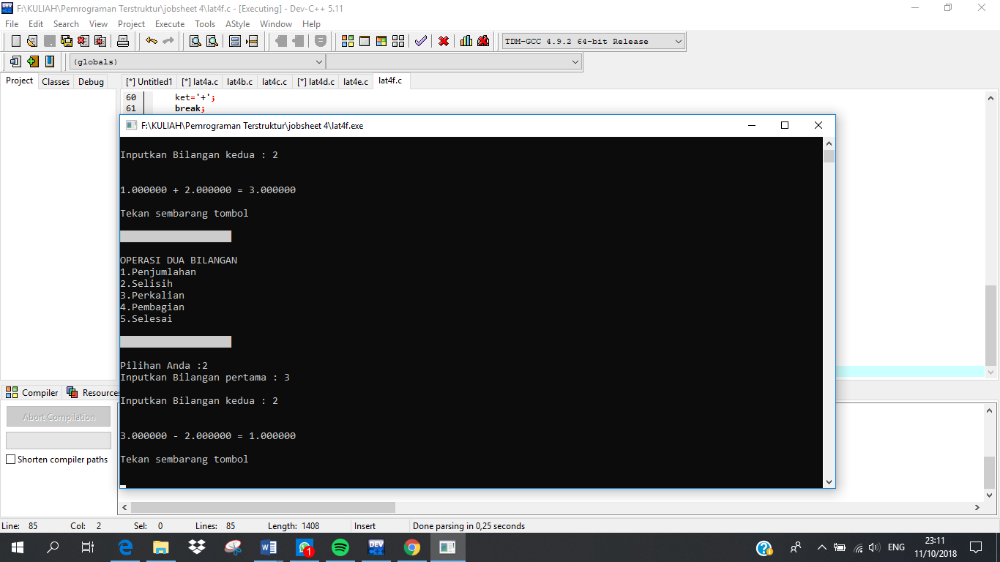 F:\KULIAH\Pemrograman Terstruktur\jobsheet 4\lat4f.c - [Executing] - Dev-C++ 5.11
File Edit Search View Project Execute Tools AStyle Window Help
TDM-GCC 4.9.2 64-bit Release
(globals)
Project Classes Debug
[*] Untitled1 [*] lat4a.c lat4b.c lat4c.c [*] lat4d.c lat4e.c lat4f.c
60 ket='+';
61 break;
F:\KULIAH\Pemrograman Terstruktur\jobsheet 4\lat4f.exe
Inputkan Bilangan kedua : 2
1.000000 + 2.000000 = 3.000000
Tekan sembarang tombol
OPERASI DUA BILANGAN
1.Penjumlahan
2.Selisih
3.Perkalian
4.Pembagian
5.Selesai
Pilihan Anda :2
Inputkan Bilangan pertama : 3
Inputkan Bilangan kedua : 2
3.000000 - 2.000000 = 1.000000
Tekan sembarang tombol
Compiler Resources
Abort Compilation
Shorten compiler paths
Line: 85 Col: 2 Sel: 0 Lines: 85 Length: 1408 Insert Done parsing in 0,25 seconds
DEV
1
ENG
23:11
11/10/2018